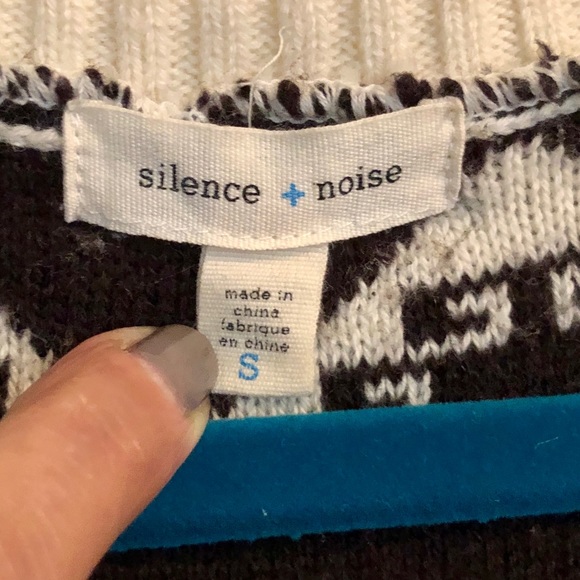 silence + noise
made in
china
fabrique
en chine
S